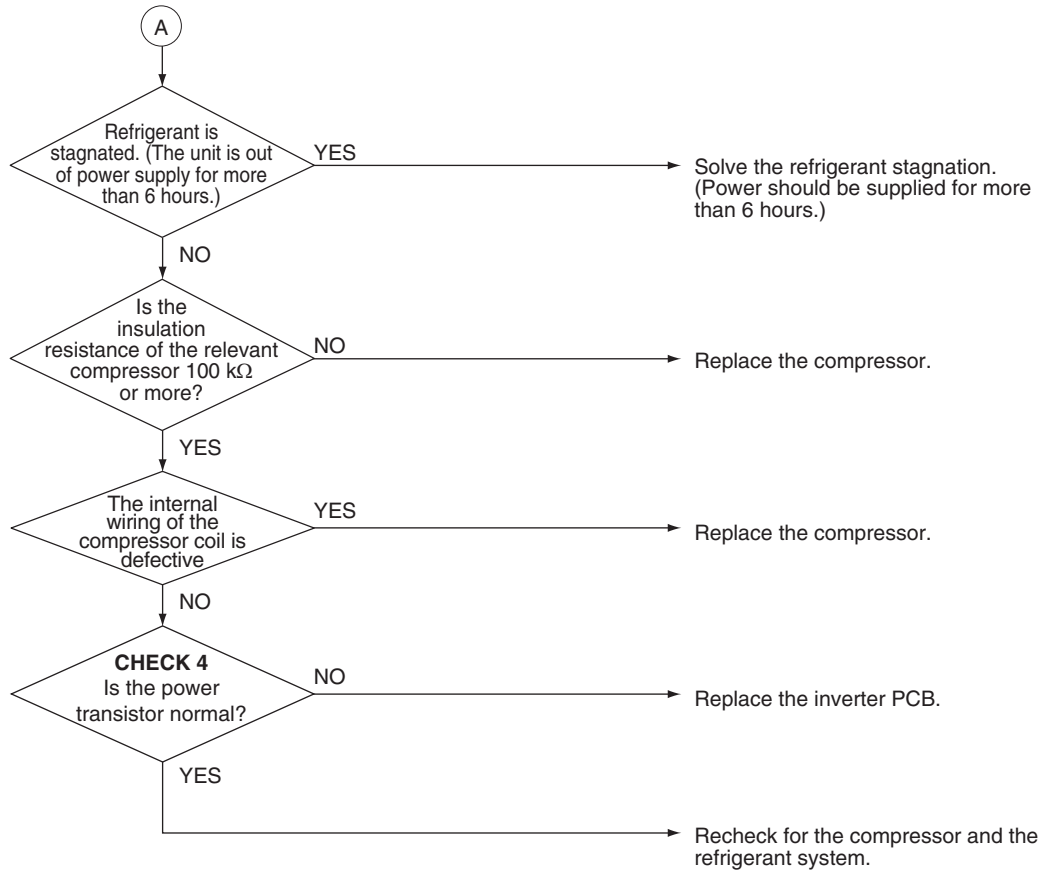 A
Refrigerant is
stagnated. (The unit is out
of power supply for more
than 6 hours.)
YES
Solve the refrigerant stagnation.
(Power should be supplied for more
than 6 hours.)
NO
Is the
insulation
resistance of the relevant
compressor 100 kΩ
or more?
NO
Replace the compressor.
YES
The internal
wiring of the
compressor coil is
defective
YES
Replace the compressor.
NO
CHECK 4
Is the power
transistor normal?
NO
Replace the inverter PCB.
YES
Recheck for the compressor and the
refrigerant system.